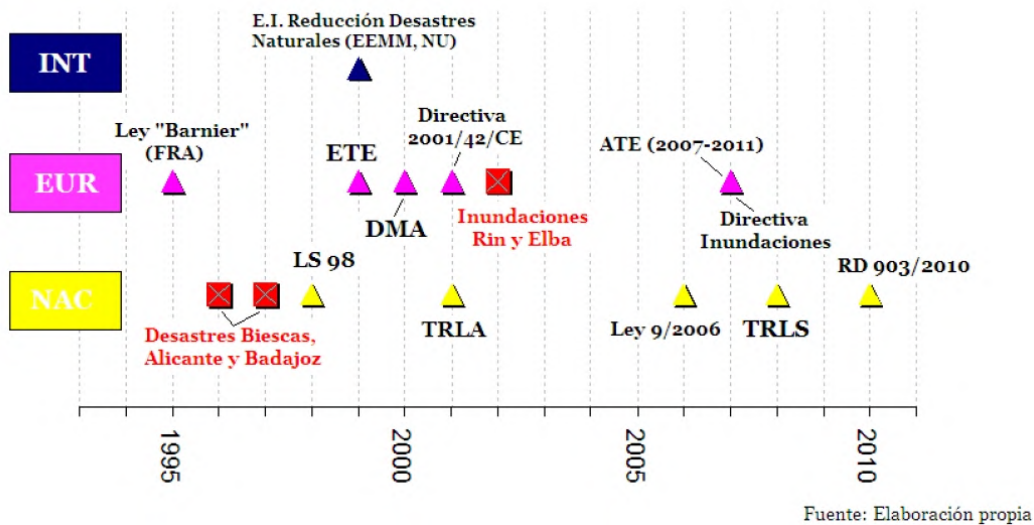 E.I. Reducción Desastres
Naturales (EEMM, NU)
INT
Ley "Barnier"
(FRA)
ETE
Directiva
2001/42/CE
ATE (2007-2011)
EUR
DMA
Inundaciones
Rin y Elba
Directiva
Inundaciones
LS 98
RD 903/2010
NAC
Desastres Biescas,
Alicante y Badajoz
TRLA
Ley 9/2006
TRLS
1995
2000
2005
2010
Fuente: Elaboración propia